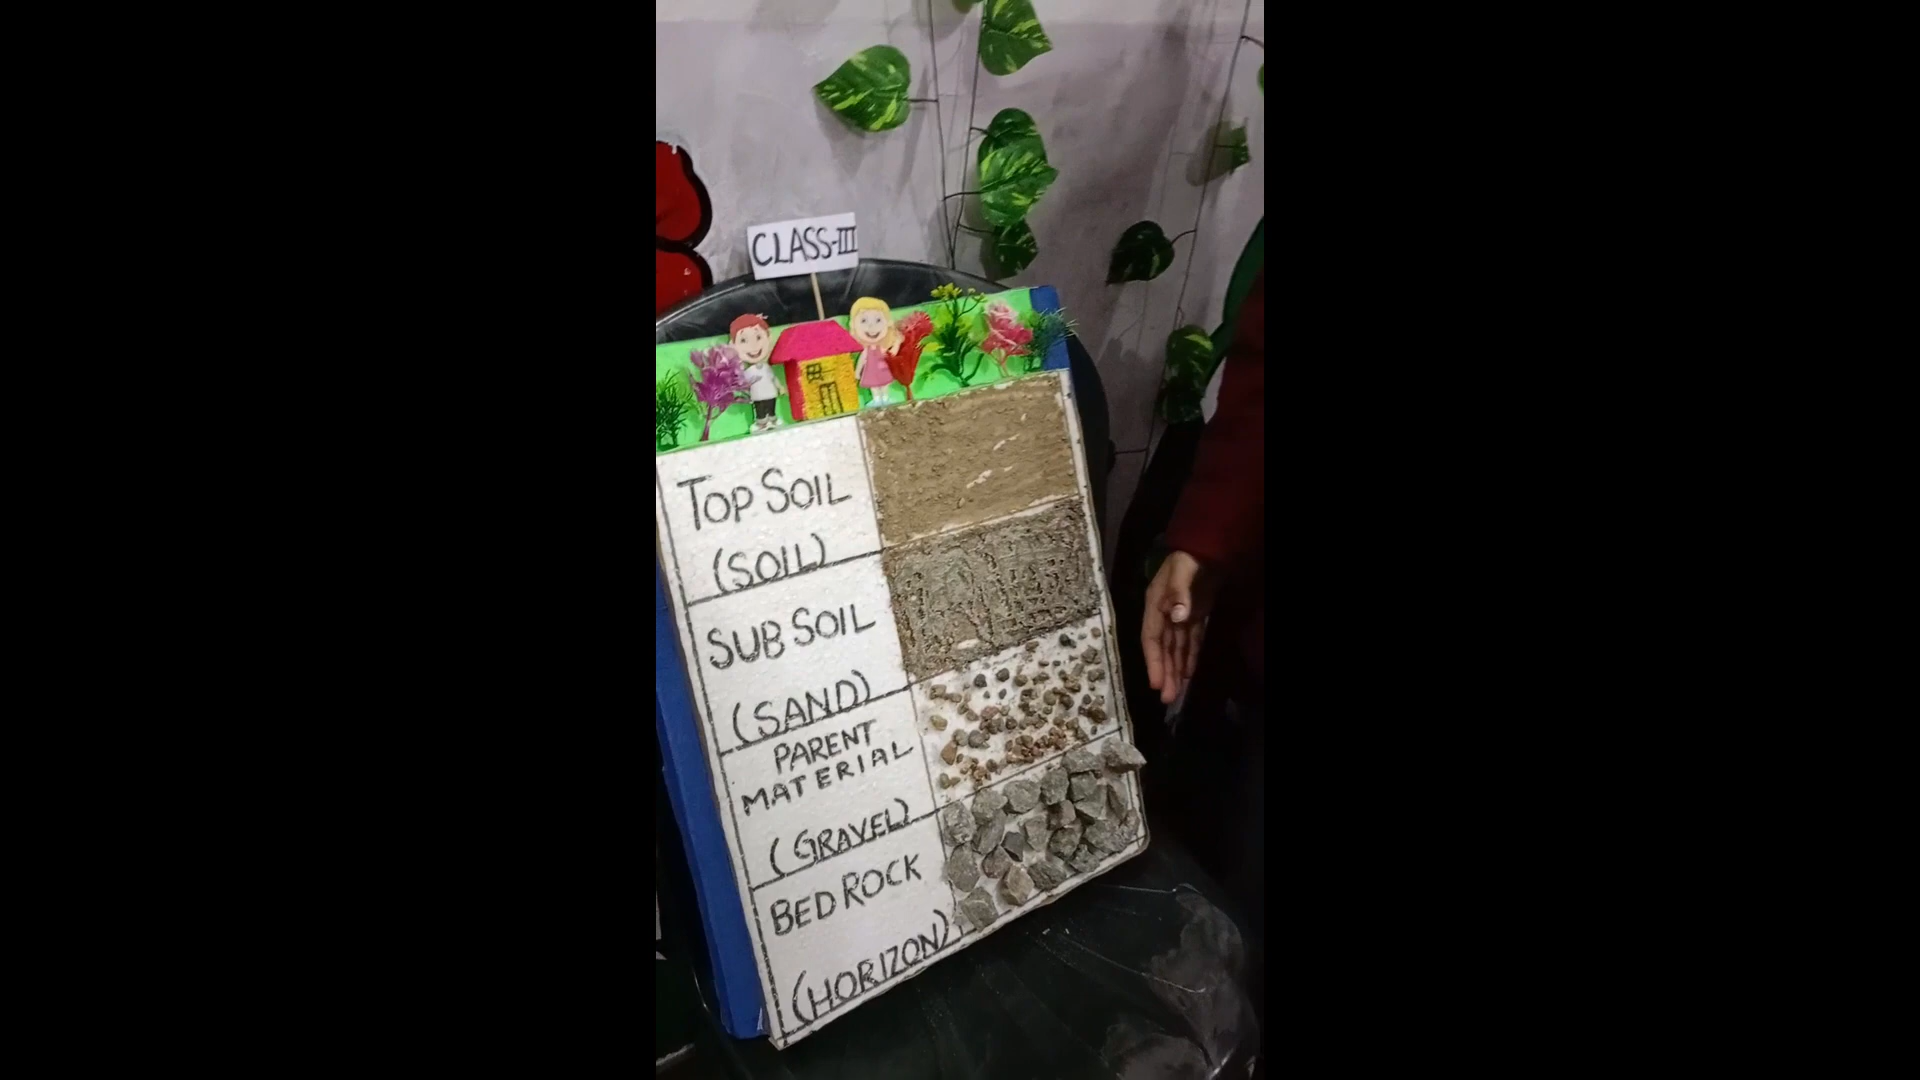 CLASS-III
TOP SOIL
(SOIL)
SUB SOIL
(SAND)
PARENT
MATERIAL
(GRAVEL)
BED ROCK
(HORIZON)